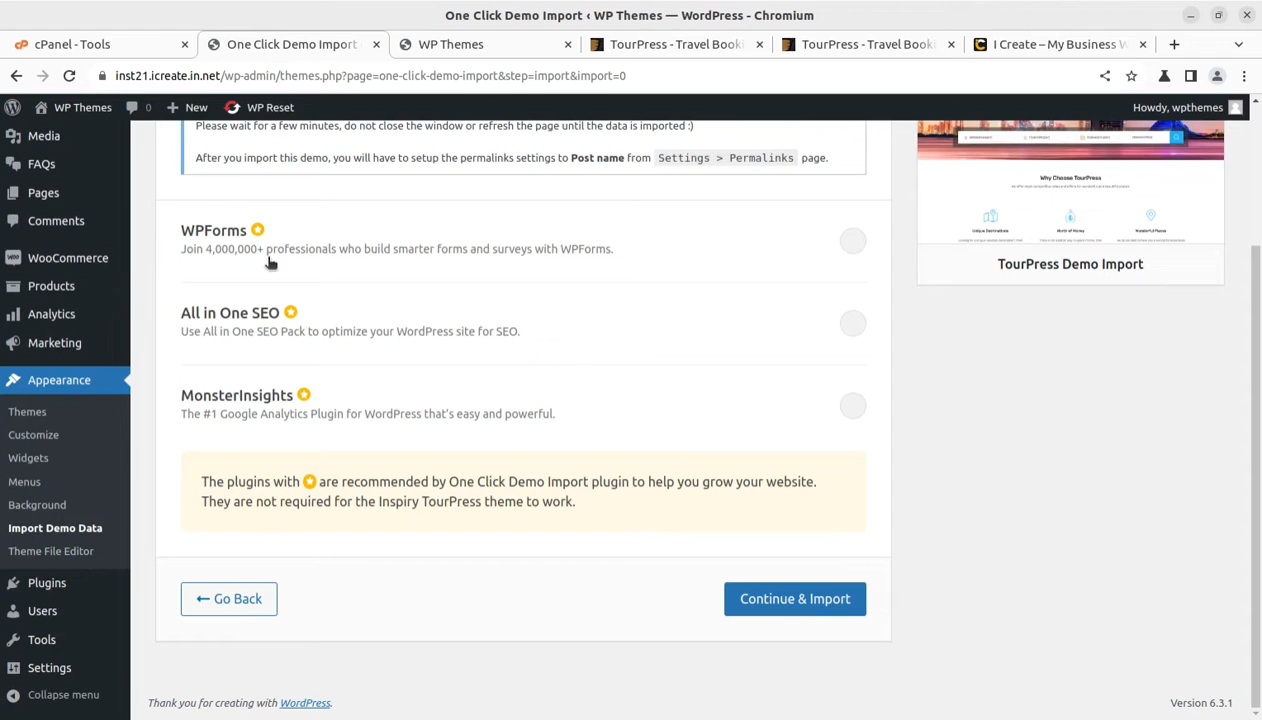 One Click Demo Import ‹ WP Themes — WordPress - Chromium
cPanel - Tools
One Click Demo Import
WP Themes
TourPress - Travel Book
TourPress - Travel Book
I Create – My Business W
inst21.icreate.in.net/wp-admin/themes.php?page=one-click-demo-import&step=import&import=0
WP Themes
0
New
WP Reset
Howdy, wpthemes
Media
FAQs
Pages
Comments
WooCommerce
Products
Analytics
Marketing
Appearance
Themes
Customize
Widgets
Menus
Background
Import Demo Data
Theme File Editor
Plugins
Users
Tools
Settings
Collapse menu
Please wait for a few minutes, do not close the window or refresh the page until the data is imported :)
After you import this demo, you will have to setup the permalinks settings to Post name from Settings > Permalinks page.
WPForms
Join 4,000,000+ professionals who build smarter forms and surveys with WPForms.
All in One SEO
Use All in One SEO Pack to optimize your WordPress site for SEO.
MonsterInsights
The #1 Google Analytics Plugin for WordPress that's easy and powerful.
The plugins with are recommended by One Click Demo Import plugin to help you grow your website.
They are not required for the Inspiry TourPress theme to work.
Go Back
Continue & Import
Why Choose TourPress
Unique Destinations
Worth of Money
Wonderful Places
TourPress Demo Import
Thank you for creating with WordPress.
Version 6.3.1